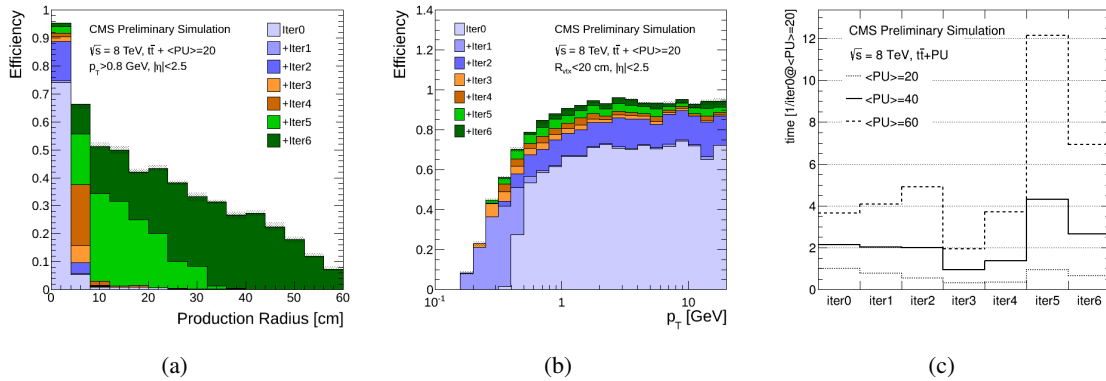 Efficiency
1
0.9
0.8
0.7
0.6
0.5
0.4
0.3
0.2
0.1
0
CMS Preliminary Simulation
√s = 8 TeV, tt̄ + <PU>=20
p_T>0.8 GeV, |η|<2.5
Iter0
+Iter1
+Iter2
+Iter3
+Iter4
+Iter5
+Iter6
0 10 20 30 40 50 60
Production Radius [cm]
(a)
Efficiency
1.4
1.2
1.0
0.8
0.6
0.4
0.2
0
Iter0
+Iter1
+Iter2
+Iter3
+Iter4
+Iter5
+Iter6
CMS Preliminary Simulation
√s = 8 TeV, tt̄ + <PU>=20
R_vtx<20 cm, |η|<2.5
10^-1 1 10
p_T [GeV]
(b)
time [1/iter0@<PU>=20]
12
10
8
6
4
2
0
CMS Preliminary Simulation
√s = 8 TeV, tt̄+PU
<PU>=20
<PU>=40
<PU>=60
iter0 iter1 iter2 iter3 iter4 iter5 iter6
(c)